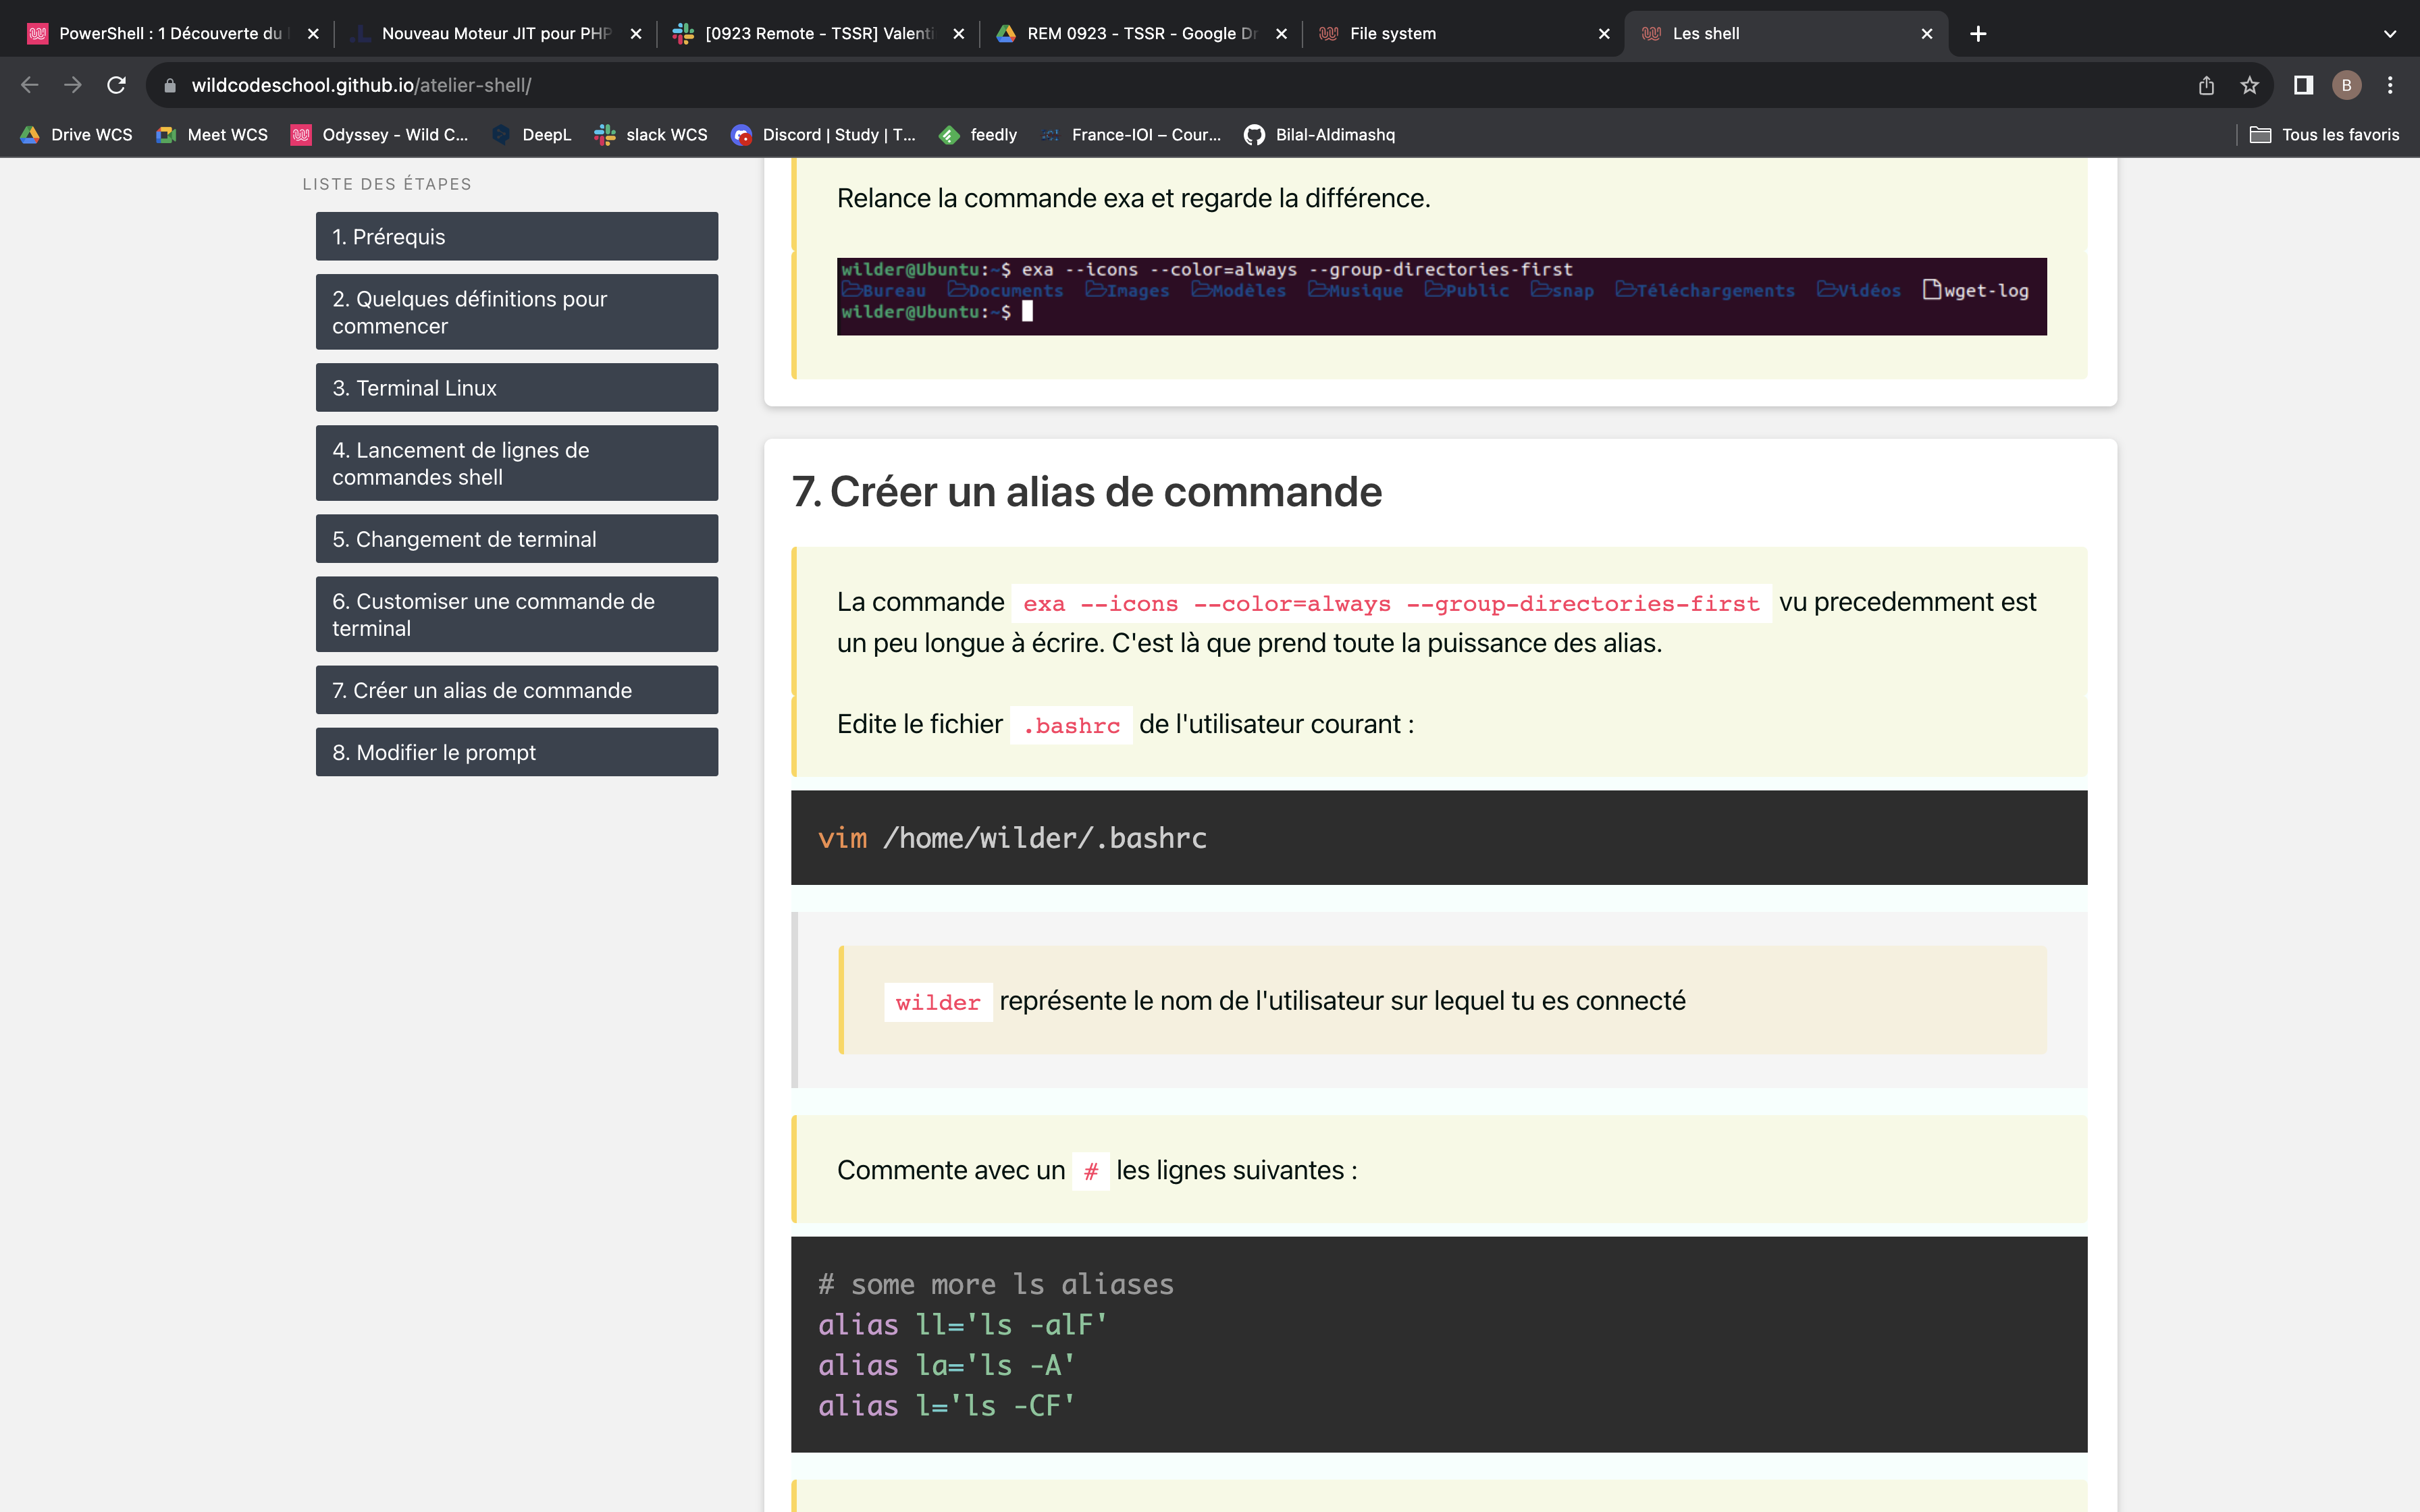 PowerShell : 1 Découverte du
Nouveau Moteur JIT pour PHP
[0923 Remote - TSSR] Valenti
REM 0923 - TSSR - Google Dr
File system
Les shell
wildcodeschool.github.io/atelier-shell/
B
Drive WCS
Meet WCS
Odyssey - Wild C...
DeepL
slack WCS
Discord | Study | T...
feedly
France-IOI – Cour...
Bilal-Aldimashq
Tous les favoris
LISTE DES ÉTAPES
1. Prérequis
2. Quelques définitions pour
commencer
3. Terminal Linux
4. Lancement de lignes de
commandes shell
5. Changement de terminal
6. Customiser une commande de
terminal
7. Créer un alias de commande
8. Modifier le prompt
Relance la commande exa et regarde la différence.
wilder@Ubuntu:~$ exa --icons --color=always --group-directories-first
Bureau Documents Images Modèles Musique Public snap Téléchargements Vidéos wget-log
wilder@Ubuntu:~$
7. Créer un alias de commande
La commande exa --icons --color=always --group-directories-first vu precedemment est
un peu longue à écrire. C'est là que prend toute la puissance des alias.
Edite le fichier .bashrc de l'utilisateur courant :
vim /home/wilder/.bashrc
wilder représente le nom de l'utilisateur sur lequel tu es connecté
Commente avec un # les lignes suivantes :
# some more ls aliases
alias ll='ls -alF'
alias la='ls -A'
alias l='ls -CF'